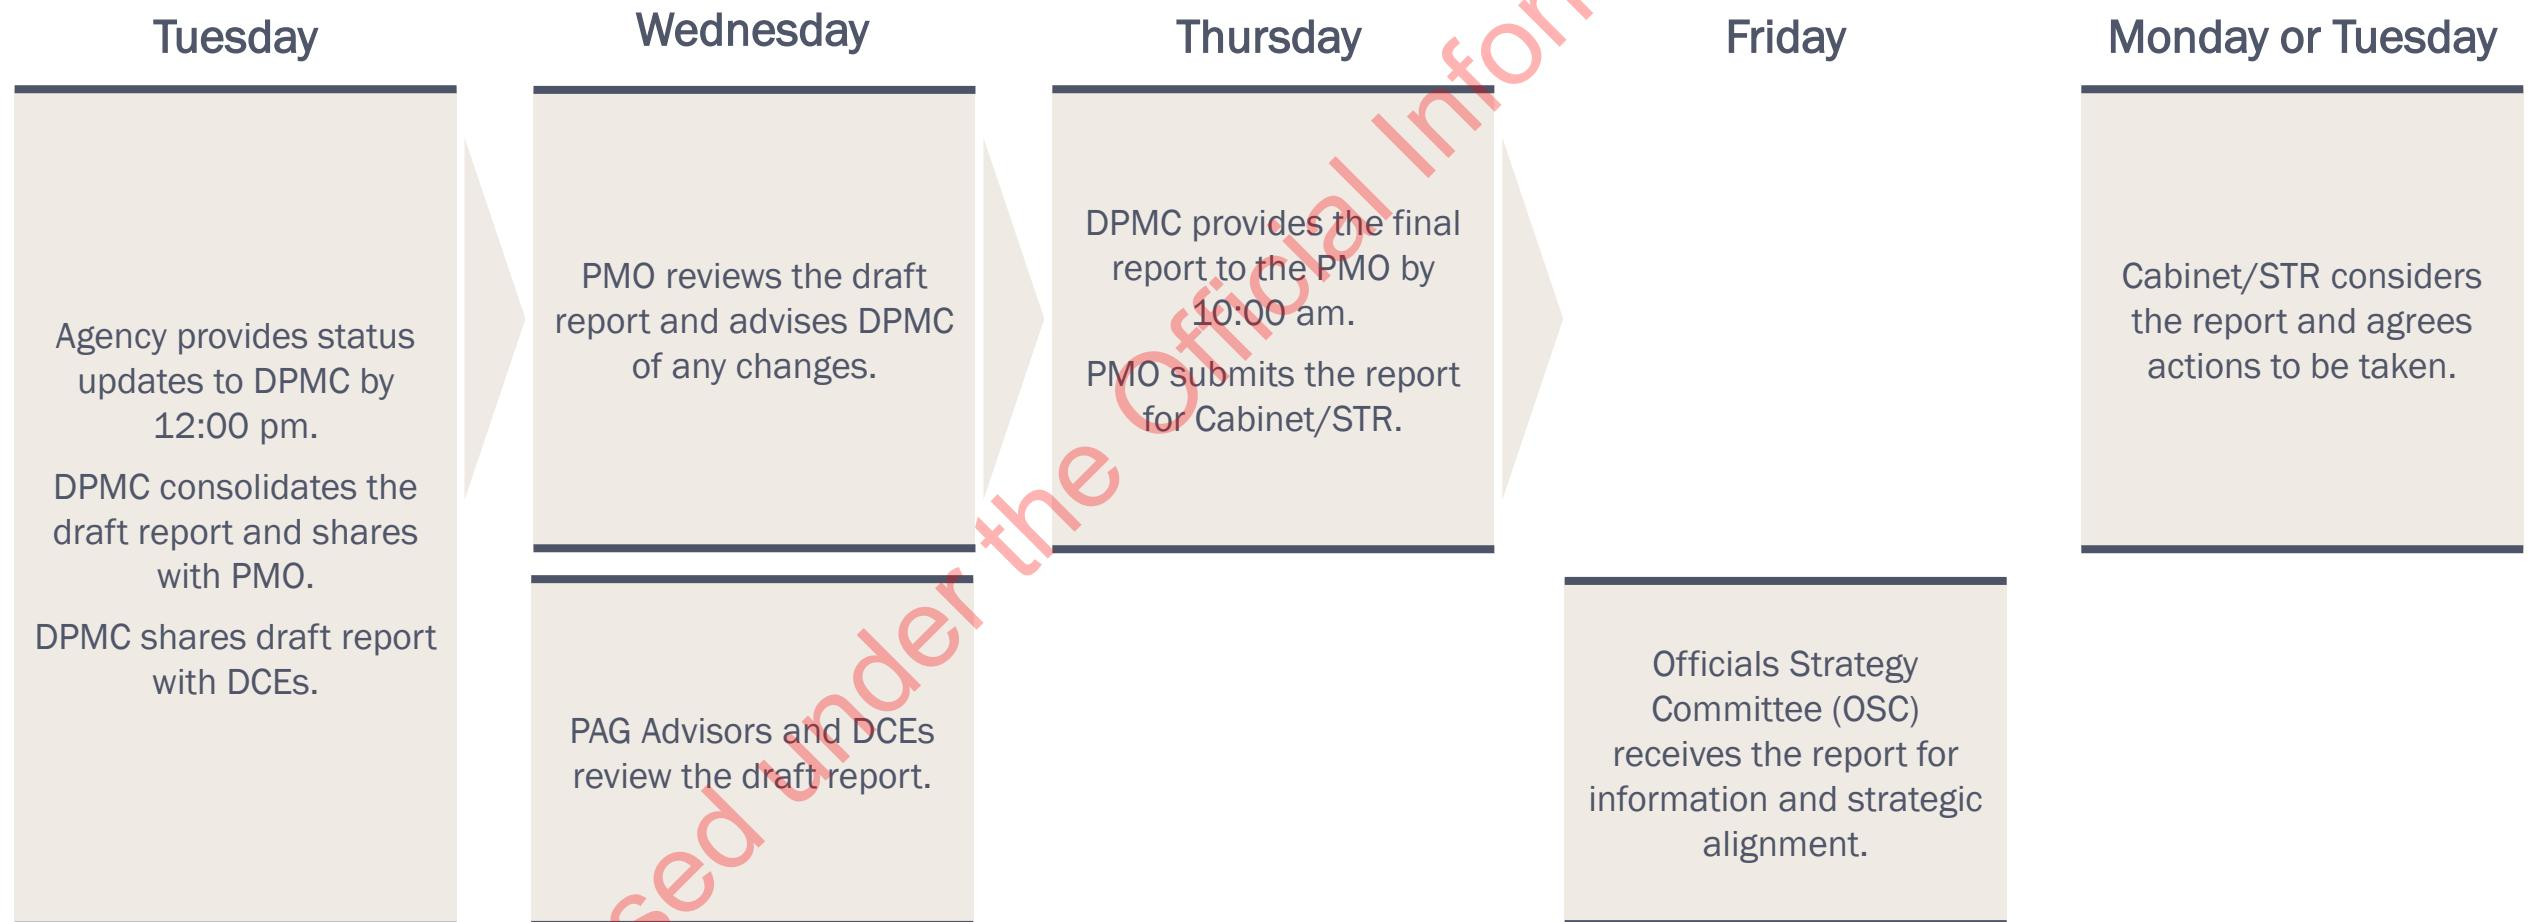 Tuesday
Agency provides status
updates to DPMC by
12:00 pm.
DPMC consolidates the
draft report and shares
with PMO.
DPMC shares draft report
with DCEs.
Wednesday
PMO reviews the draft
report and advises DPMC
of any changes.
PAG Advisors and DCEs
review the draft report.
Thursday
DPMC provides the final
report to the PMO by
10:00 am.
PMO submits the report
for Cabinet/STR.
Friday
Officials Strategy
Committee (OSC)
receives the report for
information and strategic
alignment.
Monday or Tuesday
Cabinet/STR considers
the report and agrees
actions to be taken.
sed under the Official Infor